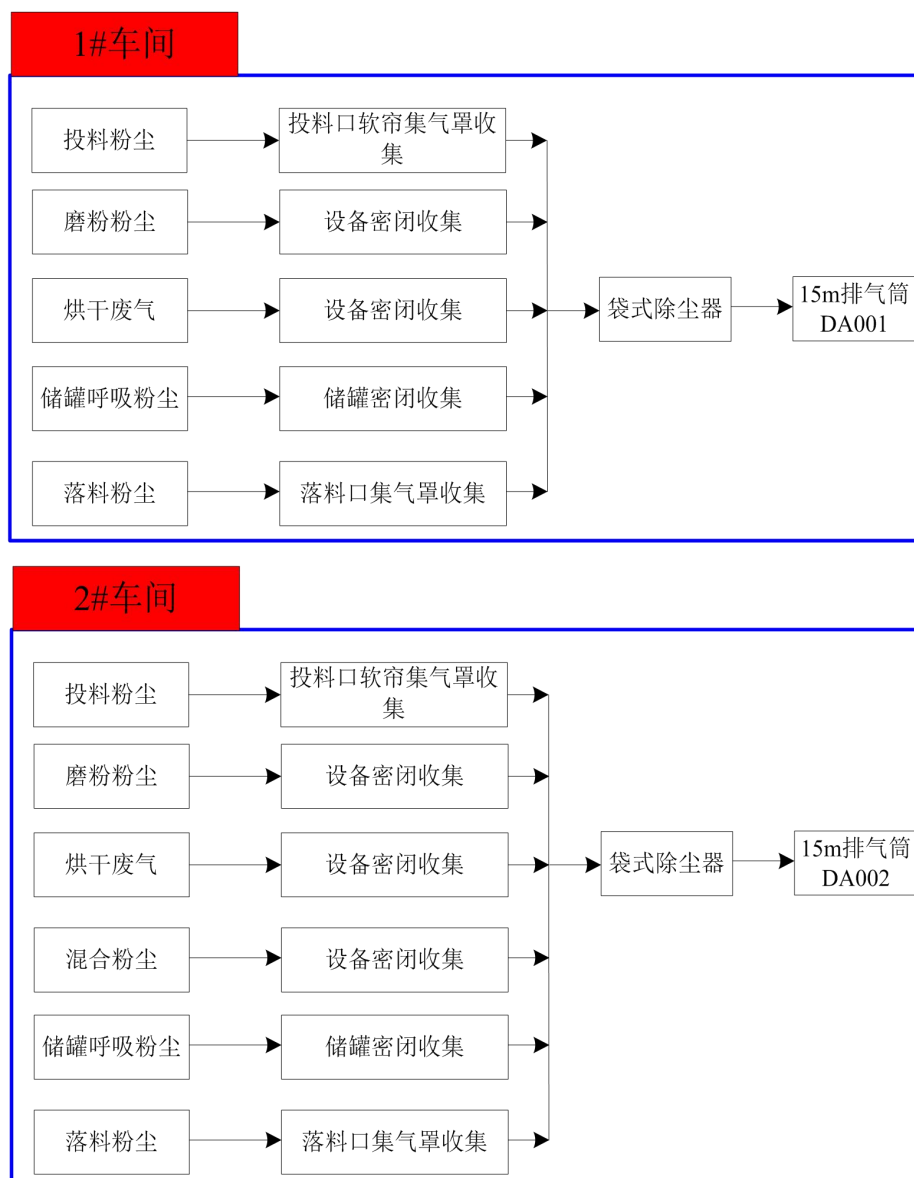 1#车间
投料粉尘
投料口软帘集气罩收
集
磨粉粉尘
设备密闭收集
烘干废气
设备密闭收集
袋式除尘器
15m排气筒
DA001
储罐呼吸粉尘
储罐密闭收集
落料粉尘
落料口集气罩收集
2#车间
投料粉尘
投料口软帘集气罩收
集
磨粉粉尘
设备密闭收集
烘干废气
设备密闭收集
袋式除尘器
15m排气筒
DA002
混合粉尘
设备密闭收集
储罐呼吸粉尘
储罐密闭收集
落料粉尘
落料口集气罩收集